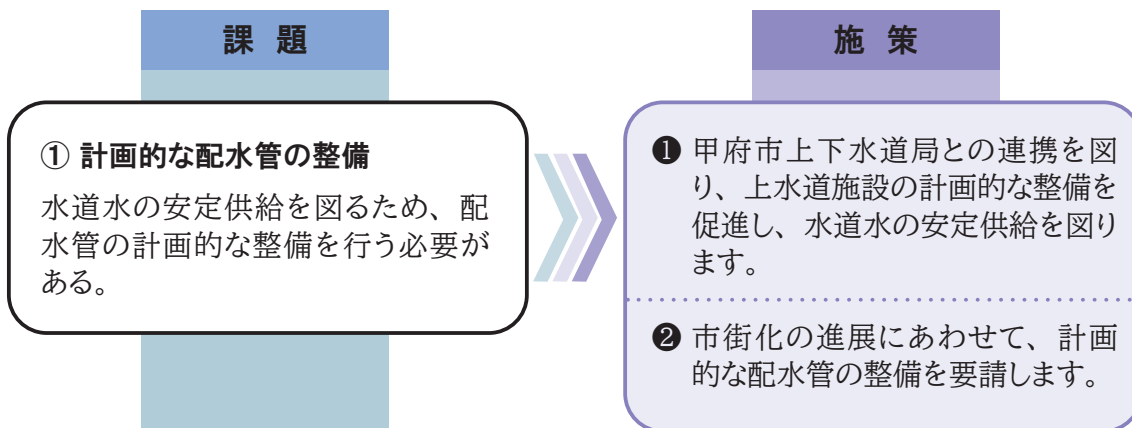 課 題
① 計画的な配水管の整備
水道水の安定供給を図るため、配
水管の計画的な整備を行う必要が
ある。
施 策
❶ 甲府市上下水道局との連携を図
り、上水道施設の計画的な整備を
促進し、水道水の安定供給を図り
ます。
❷ 市街化の進展にあわせて、計画
的な配水管の整備を要請します。